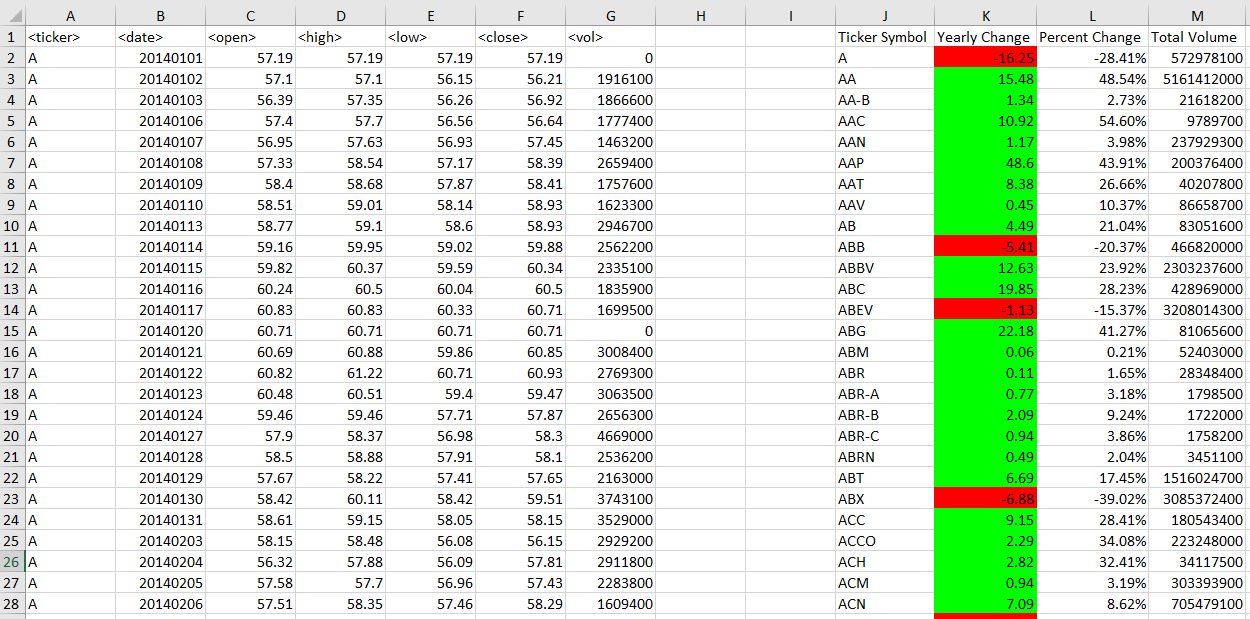 A B C D E F G H I J K L M
1 <ticker> <date> <open> <high> <low> <close> <vol> Ticker Symbol Yearly Change Percent Change Total Volume
2 A 20140101 57.19 57.19 57.19 57.19 0 A -16.25 -28.41% 572978100
3 A 20140102 57.1 57.1 56.15 56.21 1916100 AA 15.48 48.54% 5161412000
4 A 20140103 56.39 57.35 56.26 56.92 1866600 AA-B 1.34 2.73% 21618200
5 A 20140106 57.4 57.7 56.56 56.64 1777400 AAC 10.92 54.60% 9789700
6 A 20140107 56.95 57.63 56.93 57.45 1463200 AAN 1.17 3.98% 237929300
7 A 20140108 57.33 58.54 57.17 58.39 2659400 AAP 48.6 43.91% 200376400
8 A 20140109 58.4 58.68 57.87 58.41 1757600 AAT 8.38 26.66% 40207800
9 A 20140110 58.51 59.01 58.14 58.93 1623300 AAV 0.45 10.37% 86658700
10 A 20140113 58.77 59.1 58.6 58.93 2946700 AB 4.49 21.04% 83051600
11 A 20140114 59.16 59.95 59.02 59.88 2562200 ABB -5.41 -20.37% 466820000
12 A 20140115 59.82 60.37 59.59 60.34 2335100 ABBV 12.63 23.92% 2303237600
13 A 20140116 60.24 60.5 60.04 60.5 1835900 ABC 19.85 28.23% 428969000
14 A 20140117 60.83 60.83 60.33 60.71 1699500 ABEV -1.13 -15.37% 3208014300
15 A 20140120 60.71 60.71 60.71 60.71 0 ABG 22.18 41.27% 81065600
16 A 20140121 60.69 60.88 59.86 60.85 3008400 ABM 0.06 0.21% 52403000
17 A 20140122 60.82 61.22 60.71 60.93 2769300 ABR 0.11 1.65% 28348400
18 A 20140123 60.48 60.51 59.4 59.47 3063500 ABR-A 0.77 3.18% 1798500
19 A 20140124 59.46 59.46 57.71 57.87 2656300 ABR-B 2.09 9.24% 1722000
20 A 20140127 57.9 58.37 56.98 58.3 4669000 ABR-C 0.94 3.86% 1758200
21 A 20140128 58.5 58.88 57.91 58.1 2536200 ABRN 0.49 2.04% 3451100
22 A 20140129 57.67 58.22 57.41 57.65 2163000 ABT 6.69 17.45% 1516024700
23 A 20140130 58.42 60.11 58.42 59.51 3743100 ABX -6.88 -39.02% 3085372400
24 A 20140131 58.61 59.15 58.05 58.15 3529000 ACC 9.15 28.41% 180543400
25 A 20140203 58.15 58.48 56.08 56.15 2929200 ACCO 2.29 34.08% 223248000
26 A 20140204 56.32 57.88 56.09 57.81 2911800 ACH 2.82 32.41% 34117500
27 A 20140205 57.58 57.7 56.96 57.43 2283800 ACM 0.94 3.19% 303393900
28 A 20140206 57.51 58.35 57.46 58.29 1609400 ACN 7.09 8.62% 705479100